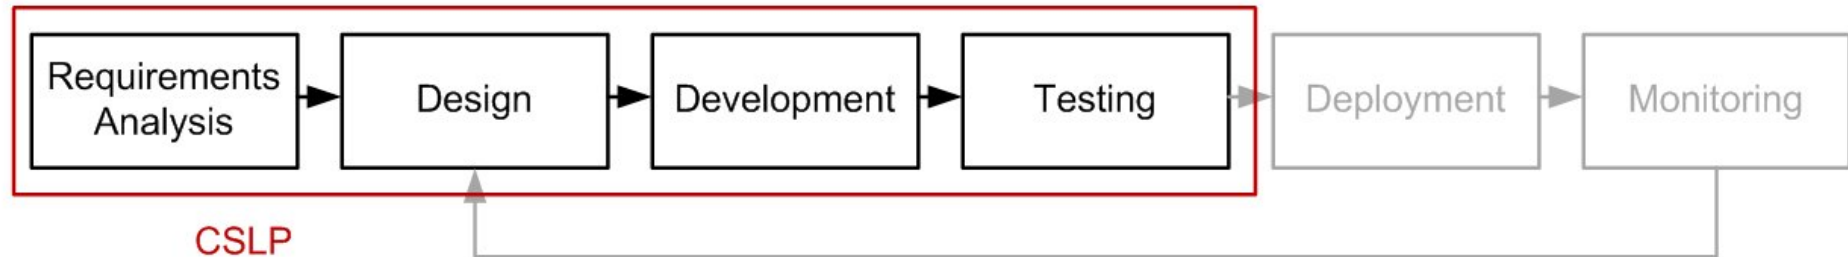 Requirements
Analysis
Design
Development
Testing
Deployment
Monitoring
CSLP